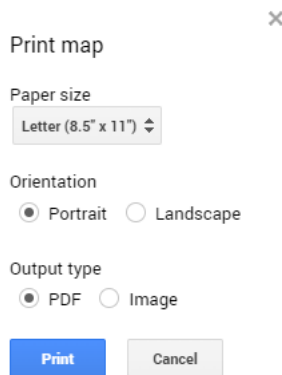 Print map
Paper size
Letter (8.5" x 11")
Orientation
Portrait Landscape
Output type
PDF Image
Print Cancel